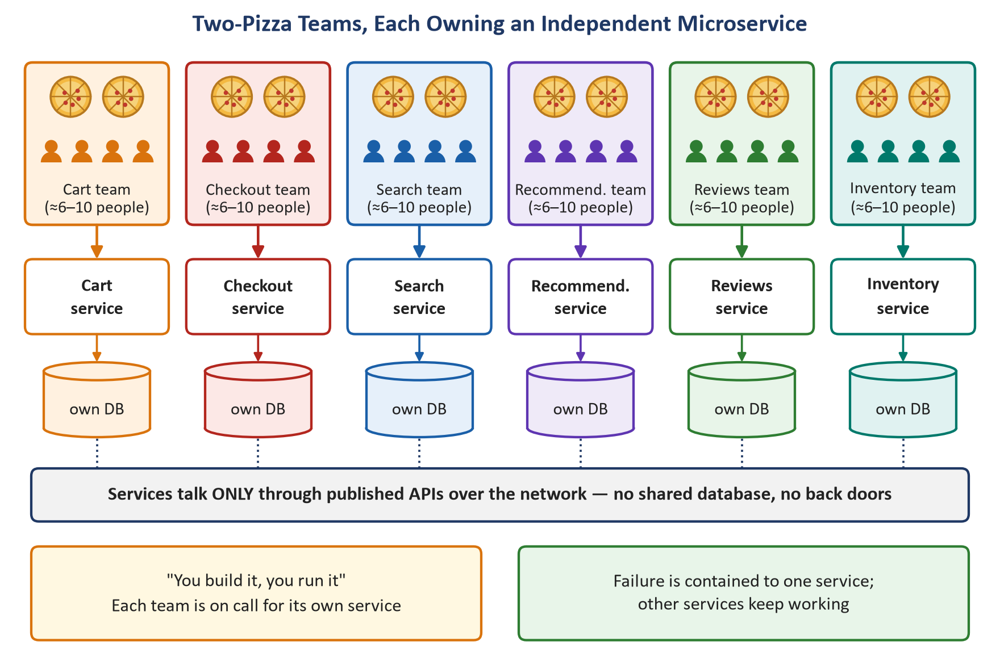 Two-Pizza Teams, Each Owning an Independent Microservice
Cart team
(≈6–10 people)
Checkout team
(≈6–10 people)
Search team
(≈6–10 people)
Recommend. team
(≈6–10 people)
Reviews team
(≈6–10 people)
Inventory team
(≈6–10 people)
Cart
service
Checkout
service
Search
service
Recommend.
service
Reviews
service
Inventory
service
own DB
own DB
own DB
own DB
own DB
own DB
Services talk ONLY through published APIs over the network — no shared database, no back doors
"You build it, you run it"
Each team is on call for its own service
Failure is contained to one service;
other services keep working